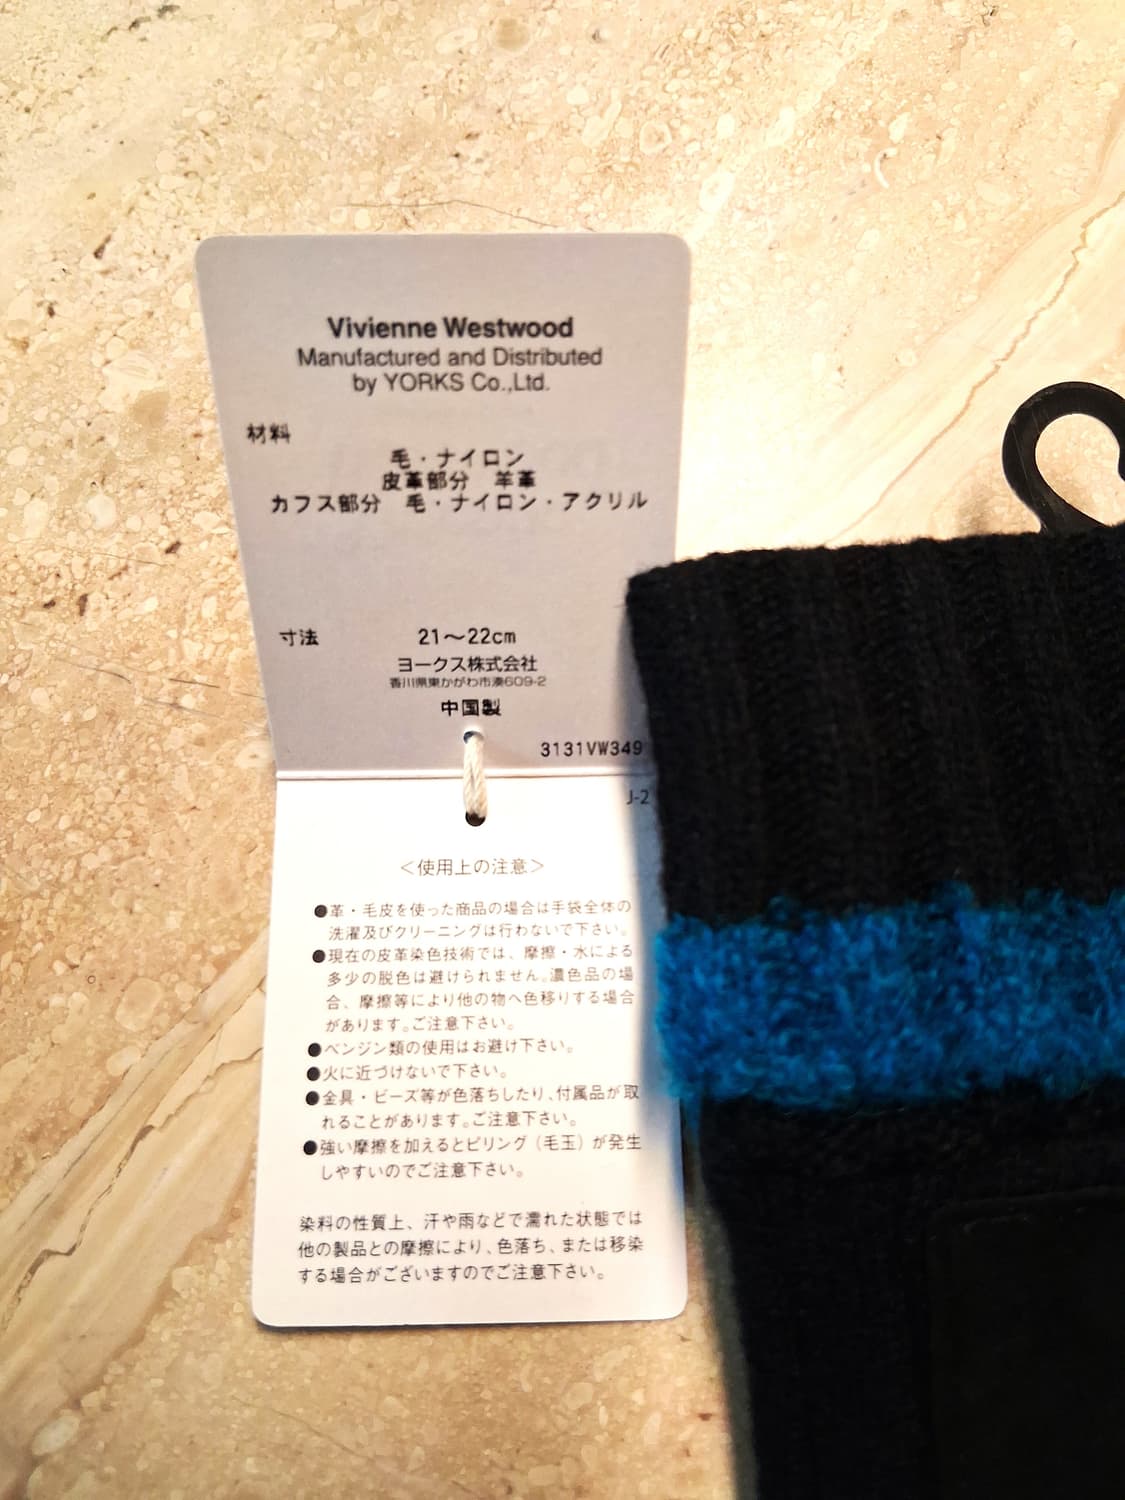 Vivienne Westwood
Manufactured and Distributed
by YORKS Co.,Ltd.
材料
毛・ナイロン
皮革部分　羊革
カフス部分　毛・ナイロン・アクリル
寸法　21～22cm
ヨークス株式会社
香川県東かがわ市湊609-2
中国製
3131VW349
J-2
＜使用上の注意＞
●革・毛皮を使った商品の場合は手袋全体の
洗濯及びクリーニングは行わないで下さい。
●現在の皮革染色技術では、摩擦・水による
多少の脱色は避けられません。濃色品の場
合、摩擦等により他の物へ色移りする場合
があります。ご注意下さい。
●ベンジン類の使用はお避け下さい。
●火に近づけないで下さい。
●金具・ビーズ等が色落ちしたり、付属品が取
れることがあります。ご注意下さい。
●強い摩擦を加えるとピリング（毛玉）が発生
しやすいのでご注意下さい。
染料の性質上、汗や雨などで濡れた状態では
他の製品との摩擦により、色落ち、または移染
する場合がございますのでご注意下さい。